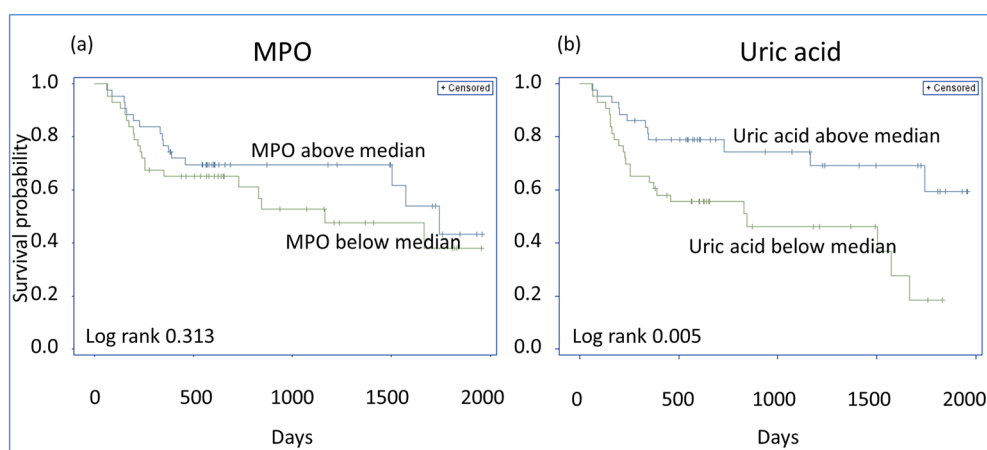 (a)
MPO
+ Censored
Survival probability
1.0
0.8
0.6
0.4
0.2
0.0
MPO above median
MPO below median
Log rank 0.313
0 500 1000 1500 2000
Days
(b)
Uric acid
+ Censored
1.0
0.8
0.6
0.4
0.2
0.0
Uric acid above median
Uric acid below median
Log rank 0.005
0 500 1000 1500 2000
Days